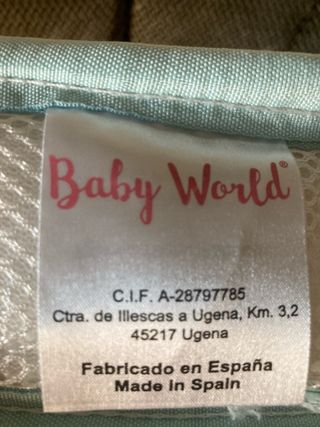 Baby World®
C.I.F. A-28797785
Ctra. de Illescas a Ugena, Km. 3,2
45217 Ugena
Fabricado en España
Made in Spain